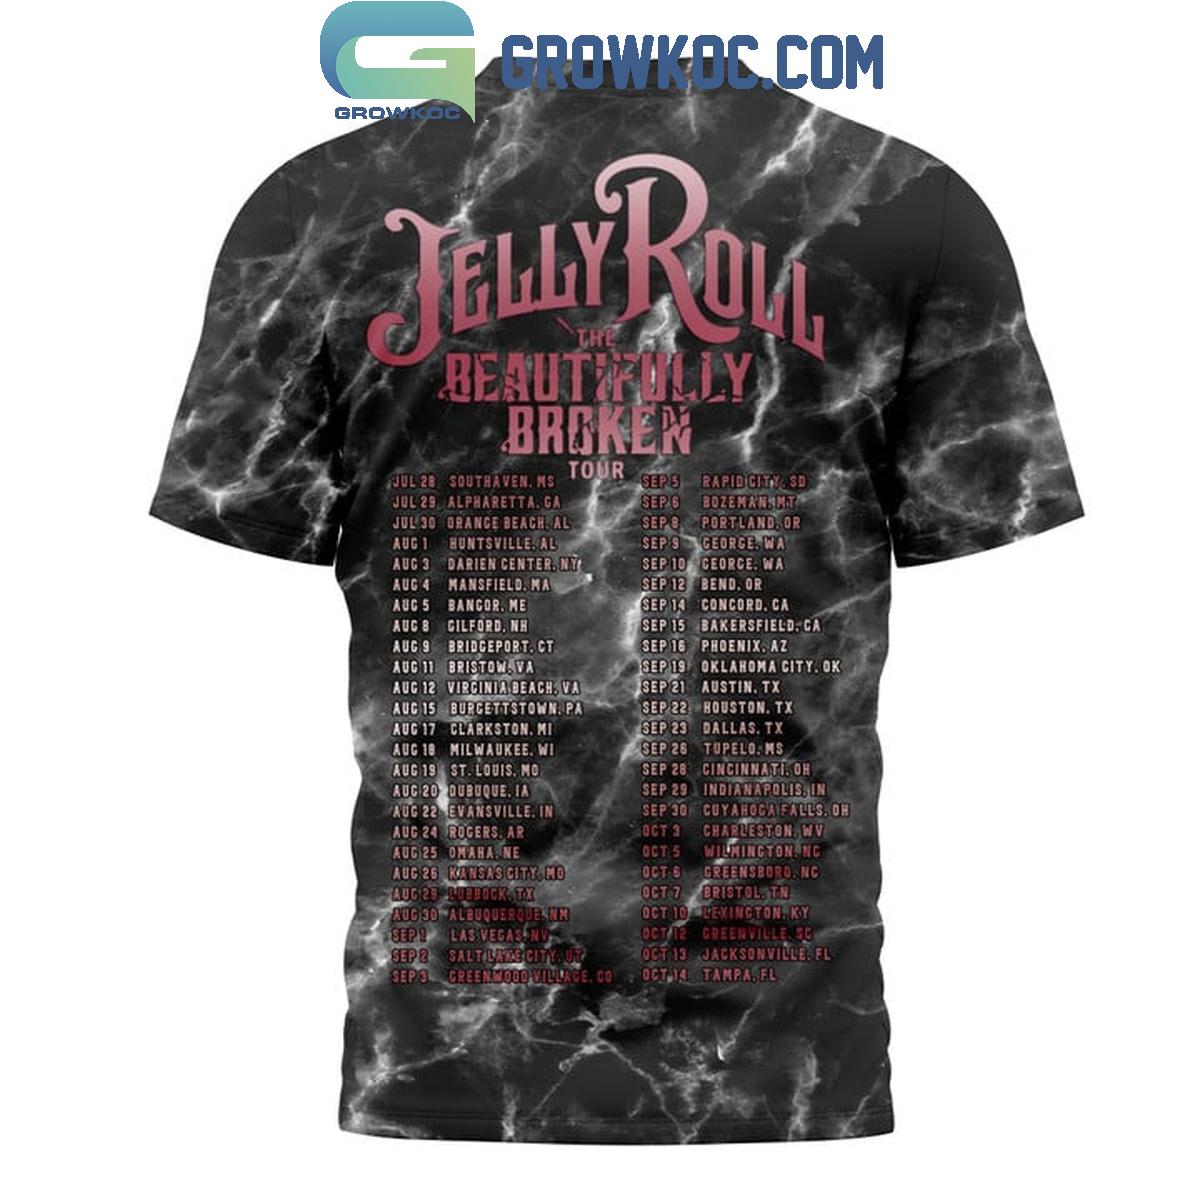 GROWKOC.COM
GROWKOC
JELLY ROLL
THE
BEAUTIFULLY
BROKEN
TOUR
JUL 28 SOUTHAVEN, MS
JUL 29 ALPHARETTA, GA
JUL 30 ORANGE BEACH, AL
AUG 1 HUNTSVILLE, AL
AUG 3 DARIEN CENTER, NY
AUG 4 MANSFIELD, MA
AUG 5 BANGOR, ME
AUG 8 GILFORD, NH
AUG 9 BRIDGEPORT, CT
AUG 11 BRISTOW, VA
AUG 12 VIRGINIA BEACH, VA
AUG 15 BURGETTSTOWN, PA
AUG 17 CLARKSTON, MI
AUG 18 MILWAUKEE, WI
AUG 19 ST. LOUIS, MO
AUG 20 DUBUQUE, IA
AUG 22 EVANSVILLE, IN
AUG 24 ROGERS, AR
AUG 25 OMAHA, NE
AUG 26 KANSAS CITY, MO
AUG 29 LUBBOCK, TX
AUG 30 ALBUQUERQUE, NM
SEP 1 LAS VEGAS, NV
SEP 2 SALT LAKE CITY, UT
SEP 3 GREENWOOD VILLAGE, CO
SEP 5 RAPID CITY, SD
SEP 6 BOZEMAN, MT
SEP 8 PORTLAND, OR
SEP 9 GEORGE, WA
SEP 10 GEORGE, WA
SEP 12 BEND, OR
SEP 14 CONCORD, CA
SEP 15 BAKERSFIELD, CA
SEP 16 PHOENIX, AZ
SEP 19 OKLAHOMA CITY, OK
SEP 21 AUSTIN, TX
SEP 22 HOUSTON, TX
SEP 23 DALLAS, TX
SEP 26 TUPELO, MS
SEP 28 CINCINNATI, OH
SEP 29 INDIANAPOLIS, IN
SEP 30 CUYAHOGA FALLS, OH
OCT 3 CHARLESTON, WV
OCT 5 WILMINGTON, NC
OCT 6 GREENSBORO, NC
OCT 7 BRISTOL, TN
OCT 10 LEXINGTON, KY
OCT 12 GREENVILLE, SC
OCT 13 JACKSONVILLE, FL
OCT 14 TAMPA, FL